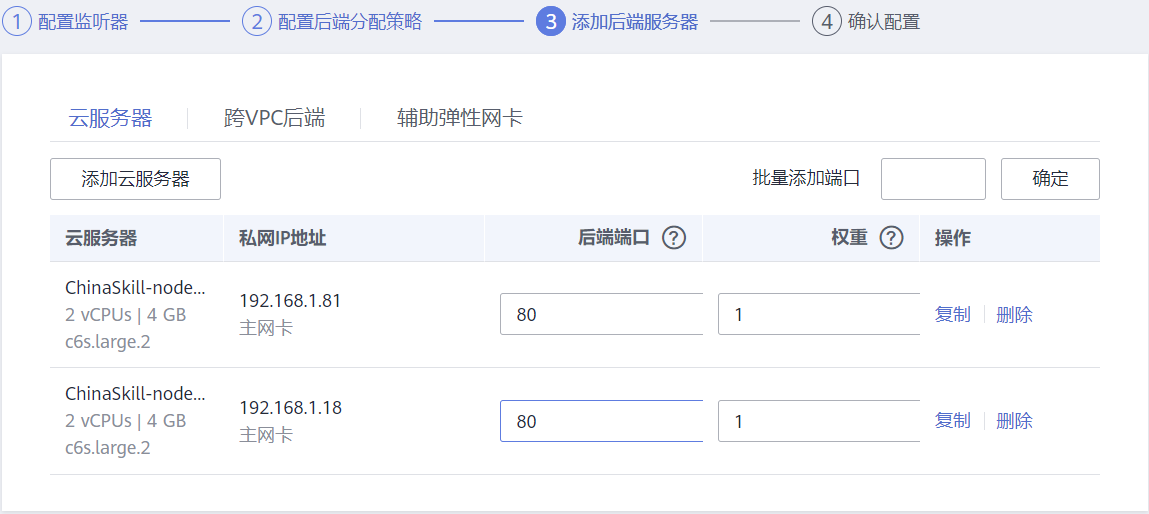 1 配置监听器 2 配置后端分配策略 3 添加后端服务器 4 确认配置
云服务器 跨VPC后端 辅助弹性网卡
添加云服务器 批量添加端口 确定
云服务器 私网IP地址 后端端口 ? 权重 ? 操作
ChinaSkill-node...
2 vCPUs | 4 GB
c6s.large.2
192.168.1.81
主网卡
80
1
复制 删除
ChinaSkill-node...
2 vCPUs | 4 GB
c6s.large.2
192.168.1.18
主网卡
80
1
复制 删除